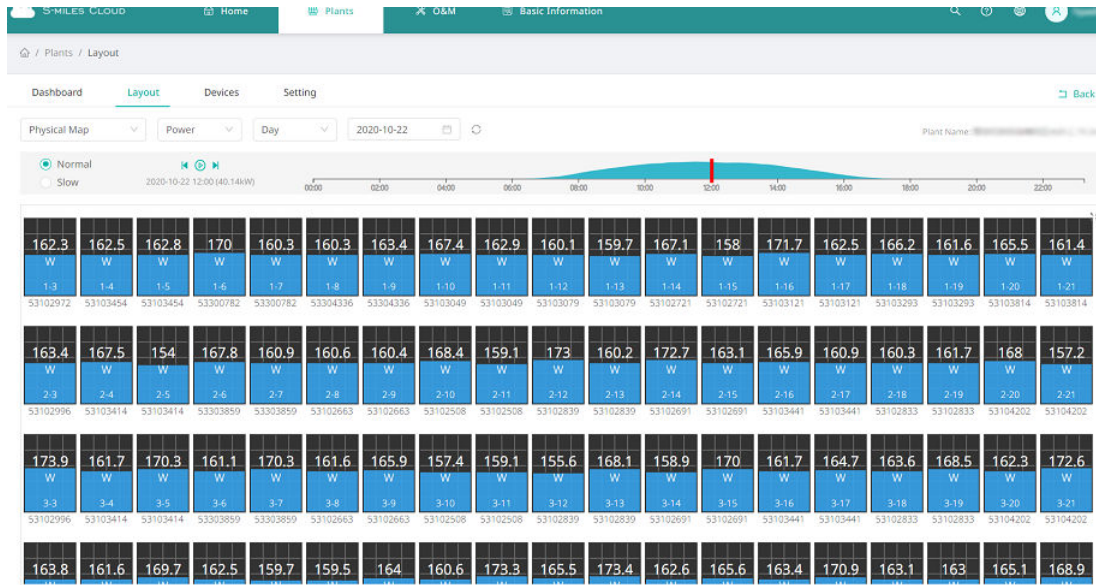 S-MILES CLOUD Home Plants O&M Basic Information
/ Plants / Layout
Dashboard Layout Devices Setting Back
Physical Map Power Day 2020-10-22 Plant Name:
Normal
Slow 2020-10-22 12:00 (40.14kW) 00:00 02:00 04:00 06:00 08:00 10:00 12:00 14:00 16:00 18:00 20:00 22:00
162.3 162.5 162.8 170 160.3 160.3 163.4 167.4 162.9 160.1 159.7 167.1 158 171.7 162.5 166.2 161.6 165.5 161.4
W W W W W W W W W W W W W W W W W W W
1-3 1-4 1-5 1-6 1-7 1-8 1-9 1-10 1-11 1-12 1-13 1-14 1-15 1-16 1-17 1-18 1-19 1-20 1-21
53102972 53103454 53103454 53300782 53300782 53304336 53304336 53103049 53103049 53103079 53103079 53102721 53102721 53103121 53103121 53103293 53103293 53103814 53103814
163.4 167.5 154 167.8 160.9 160.6 160.4 168.4 159.1 173 160.2 172.7 163.1 165.9 160.9 160.3 161.7 168 157.2
W W W W W W W W W W W W W W W W W W W
2-3 2-4 2-5 2-6 2-7 2-8 2-9 2-10 2-11 2-12 2-13 2-14 2-15 2-16 2-17 2-18 2-19 2-20 2-21
53102996 53103414 53103414 53303859 53303859 53102663 53102663 53102508 53102508 53102839 53102839 53102691 53102691 53103441 53103441 53102833 53102833 53104202 53104202
173.9 161.7 170.3 161.1 170.3 161.6 165.9 157.4 159.1 155.6 168.1 158.9 170 161.7 164.7 163.6 168.5 162.3 172.6
W W W W W W W W W W W W W W W W W W W
3-3 3-4 3-5 3-6 3-7 3-8 3-9 3-10 3-11 3-12 3-13 3-14 3-15 3-16 3-17 3-18 3-19 3-20 3-21
53102996 53103414 53103414 53303859 53303859 53102663 53102663 53102508 53102508 53102839 53102839 53102691 53102691 53103441 53103441 53102833 53102833 53104202 53104202
163.8 161.6 169.7 162.5 159.7 159.5 164 160.6 173.3 165.5 173.4 162.6 165.6 163.4 170.9 163.1 163 165.1 168.9